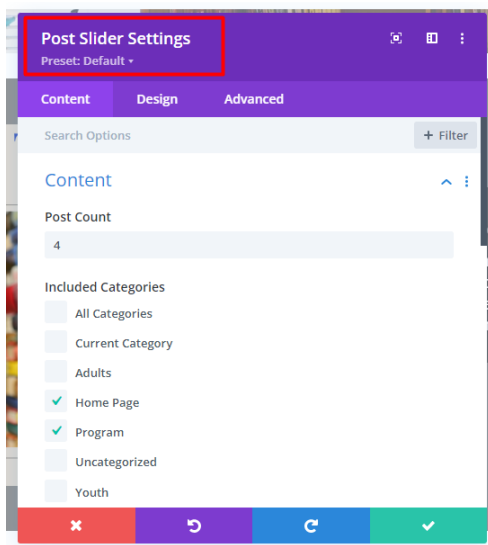 Post Slider Settings
Preset: Default
Content Design Advanced
Search Options + Filter
Content
Post Count
4
Included Categories
All Categories
Current Category
Adults
Home Page
Program
Uncategorized
Youth